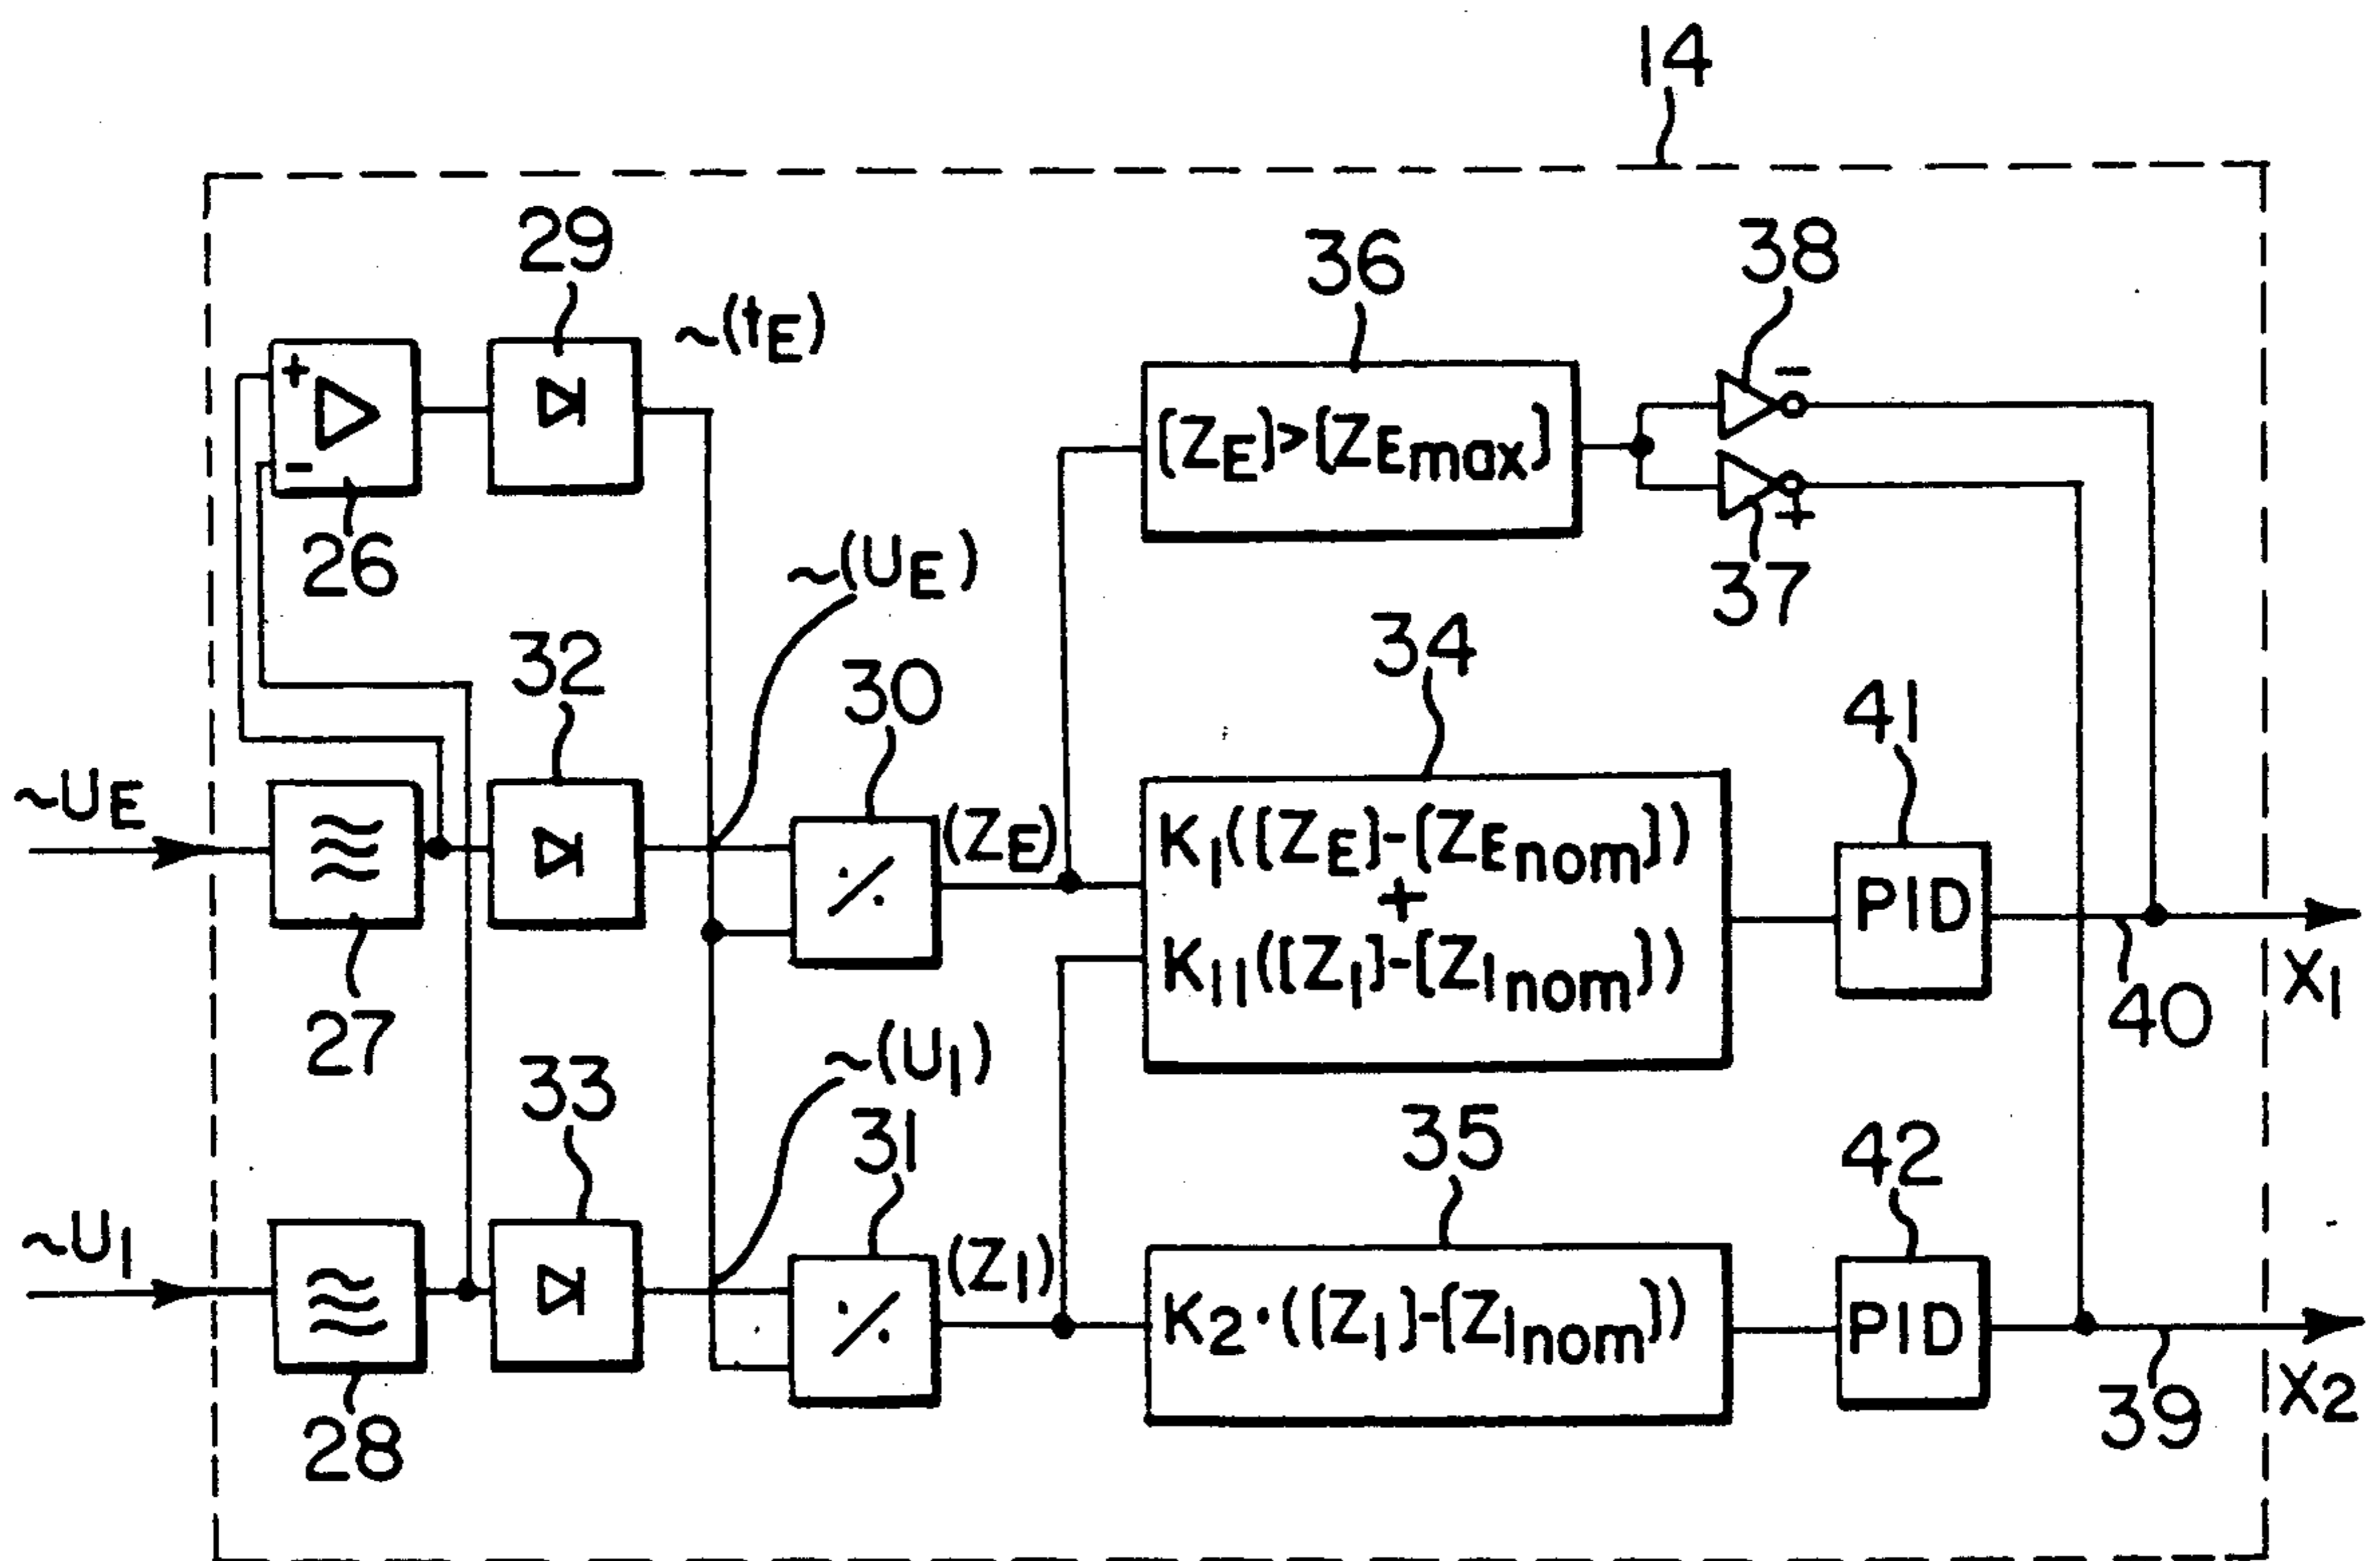 14
29
36
38
~(tE)
+
-
-
+
(ZE)>(ZEmax)
26
37
~(UE)
32
30
34
41
~UE
(ZE)
K1((ZE)-(ZEnom))
+
K11((Z1)-(Z1nom))
PID
27
40
X1
~(U1)
33
31
35
42
~U1
(Z1)
K2·((Z1)-(Z1nom))
PID
28
39
X2